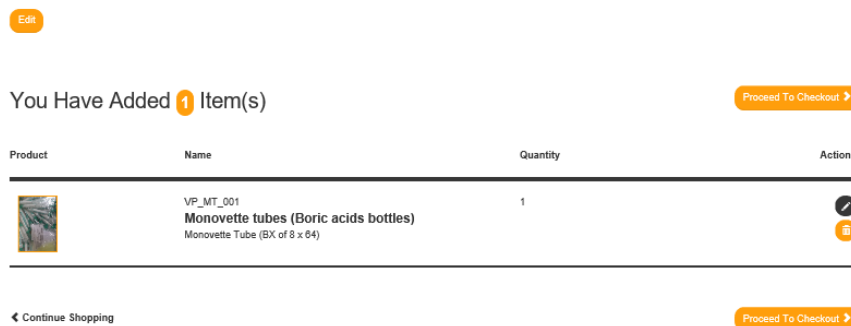 Edit
You Have Added 1 Item(s)
Proceed To Checkout
Product Name Quantity Action
VP_MT_001 1
Monovette tubes (Boric acids bottles)
Monovette Tube (BX of 8 x 64)
Continue Shopping
Proceed To Checkout